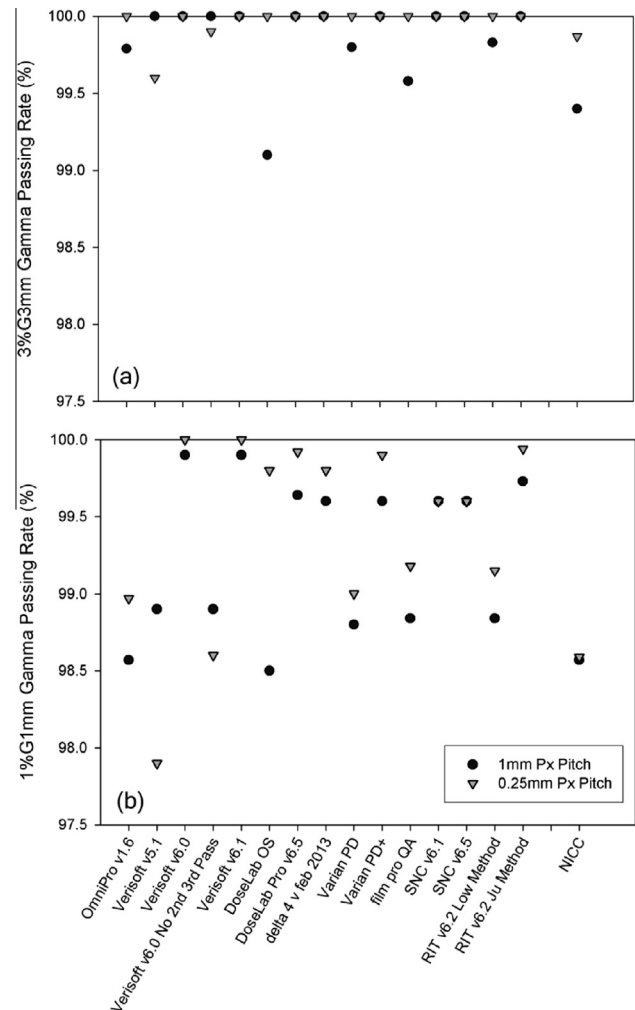 3%G3mm Gamma Passing Rate (%)
100.0
99.5
99.0
98.5
98.0
97.5
(a)
1%G1mm Gamma Passing Rate (%)
100.0
99.5
99.0
98.5
98.0
97.5
(b)
1mm Px Pitch
0.25mm Px Pitch
OmniPro v1.6
Verisoft v5.1
Verisoft v6.0
Verisoft v6.0 No 2nd 3rd Pass
Verisoft v6.1
DoseLab OS
DoseLab Pro v6.5
delta 4 v feb 2013
Varian PD
Varian PD+
film pro QA
SNC v6.1
SNC v6.5
RIT v6.2 Low Method
RIT v6.2 Ju Method
NICC